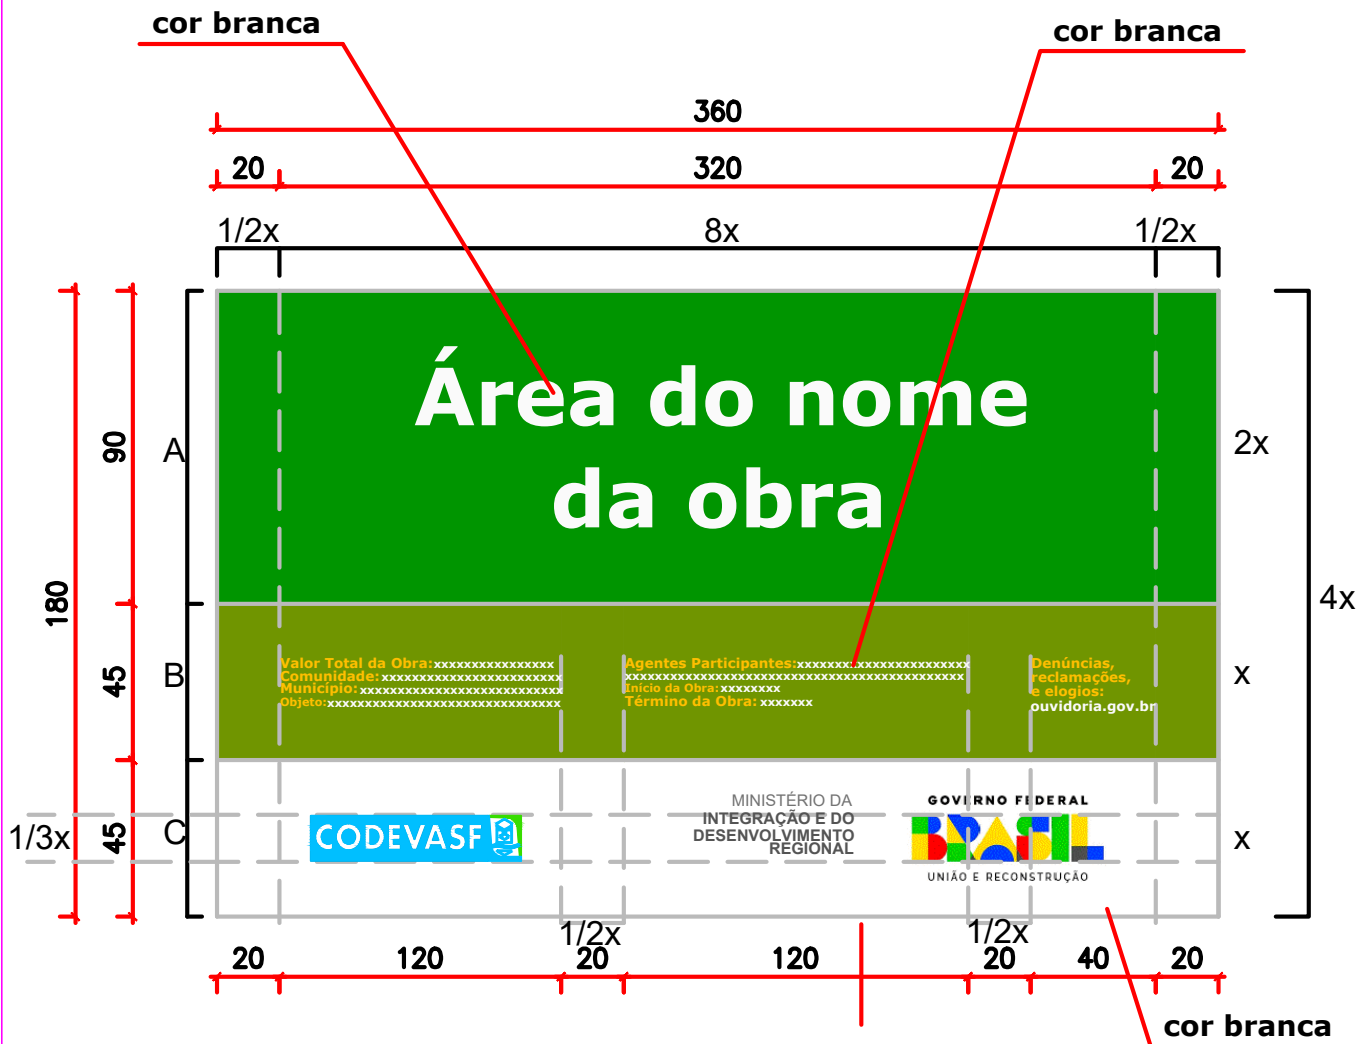 cor branca
cor branca
360
20
320
20
1/2x
8x
1/2x
Área do nome
da obra
90
A
2x
180
4x
45
B
x
Valor Total da Obra:xxxxxxxxxxxxxxxx
Comunidade:xxxxxxxxxxxxxxxxxxxxxxxx
Município:xxxxxxxxxxxxxxxxxxxxxxxxxxx
Objeto:xxxxxxxxxxxxxxxxxxxxxxxxxxxxxxx
Agentes Participantes:xxxxxxxxxxxxxxxxxxxxxxx
xxxxxxxxxxxxxxxxxxxxxxxxxxxxxxxxxxxxxxxxxxxxx
Início da Obra:xxxxxxxx
Término da Obra:xxxxxxx
Denúncias,
reclamações,
e elogios:
ouvidoria.gov.br
1/3x
45
C
x
CODEVASF
MINISTÉRIO DA
INTEGRAÇÃO E DO
DESENVOLVIMENTO
REGIONAL
GOVERNO FEDERAL
BRASIL
UNIÃO E RECONSTRUÇÃO
1/2x
1/2x
20
120
20
120
20
40
20
cor branca